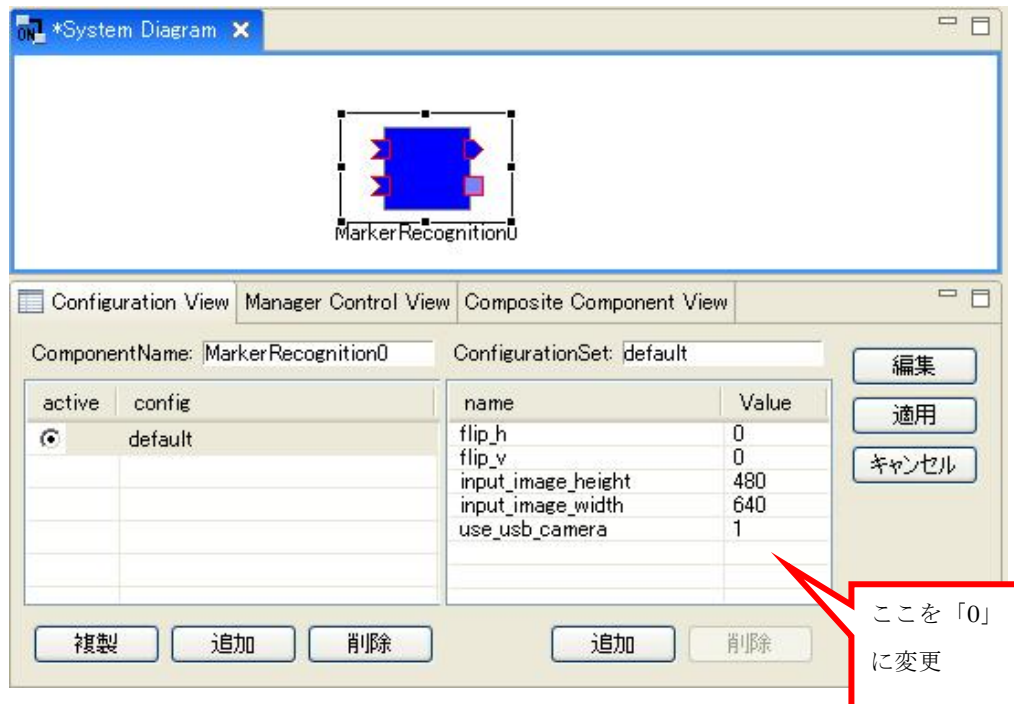 *System Diagram
MarkerRecognition0
Configuration View Manager Control View Composite Component View
ComponentName: MarkerRecognition0 ConfigurationSet: default
編集
active config name Value
適用
default flip_h 0
flip_v 0
キャンセル
input_image_height 480
input_image_width 640
use_usb_camera 1
ここを「0」
に変更
複製 追加 削除 追加 削除